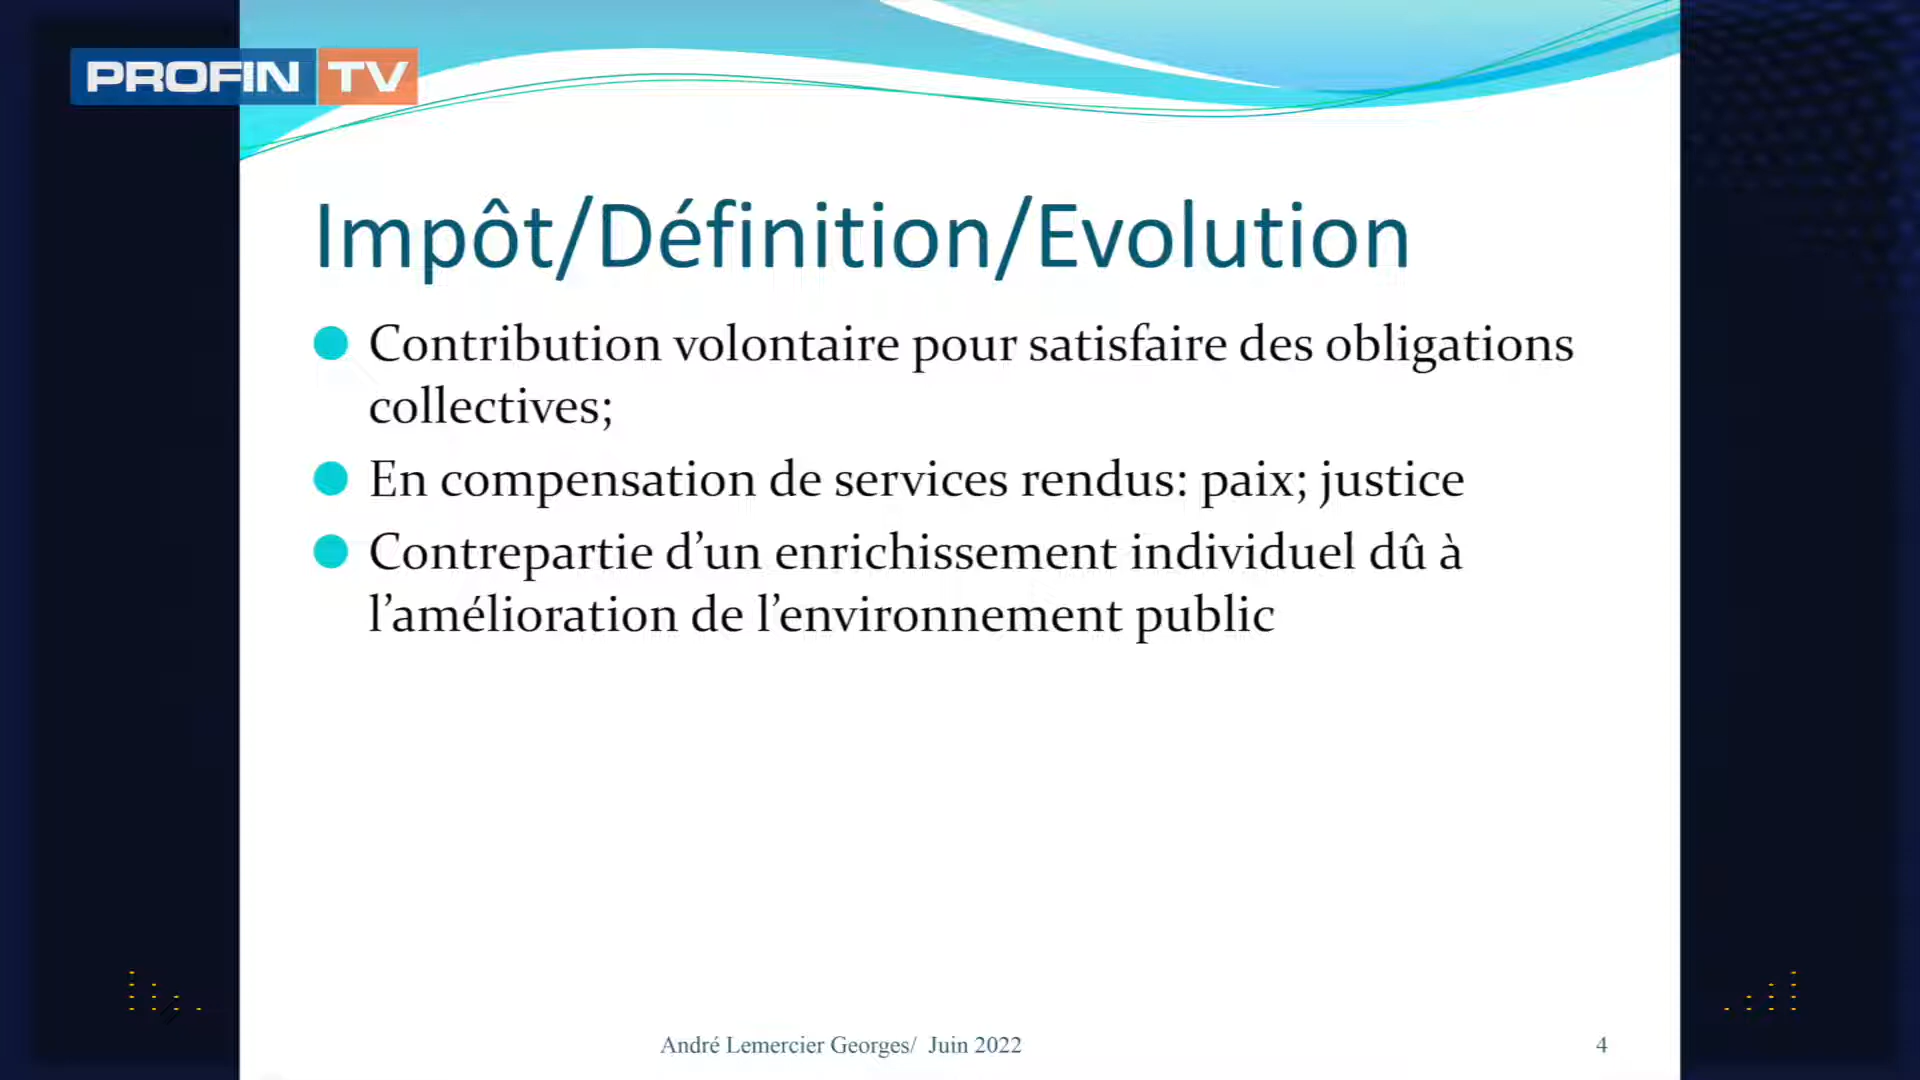 PROFIN TV
Impôt/Définition/Evolution
Contribution volontaire pour satisfaire des obligations
collectives;
En compensation de services rendus: paix; justice
Contrepartie d’un enrichissement individuel dû à
l’amélioration de l’environnement public
André Lemercier Georges/ Juin 2022
4